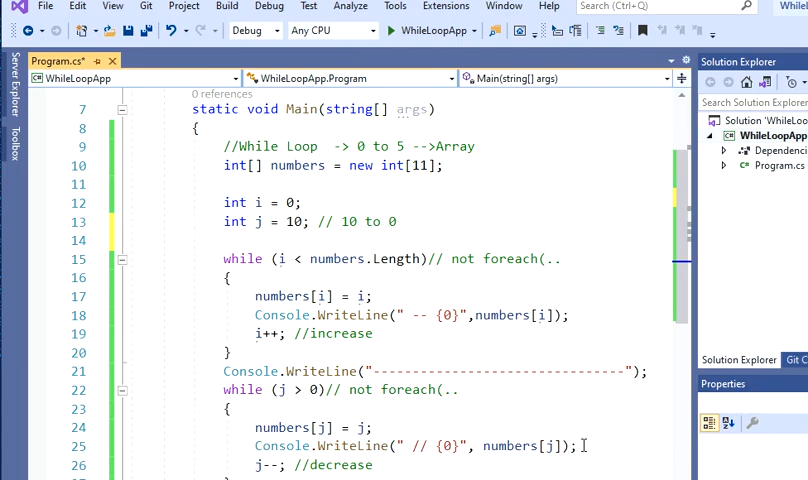 File Edit View Git Project Build Debug Test Analyze Tools Extensions Window Help Search (Ctrl+Q)
Debug Any CPU WhileLoopApp
Program.cs*
Solution Explorer
WhileLoopApp WhileLoopApp.Program Main(string[] args)
Server Explorer
Toolbox
Search Solution Explorer
Solution 'WhileLoo
WhileLoopApp
Dependenci
Program.cs
0 references
7 static void Main(string[] args)
8 {
9 //While Loop -> 0 to 5 -->Array
10 int[] numbers = new int[11];
11
12 int i = 0;
13 int j = 10; // 10 to 0
14
15 while (i < numbers.Length)// not foreach(..
16 {
17 numbers[i] = i;
18 Console.WriteLine(" -- {0}",numbers[i]);
19 i++; //increase
20 }
21 Console.WriteLine("--------------------------------");
22 while (j > 0)// not foreach(..
23 {
24 numbers[j] = j;
25 Console.WriteLine(" // {0}", numbers[j]);
26 j--; //decrease
Solution Explorer Git C
Properties